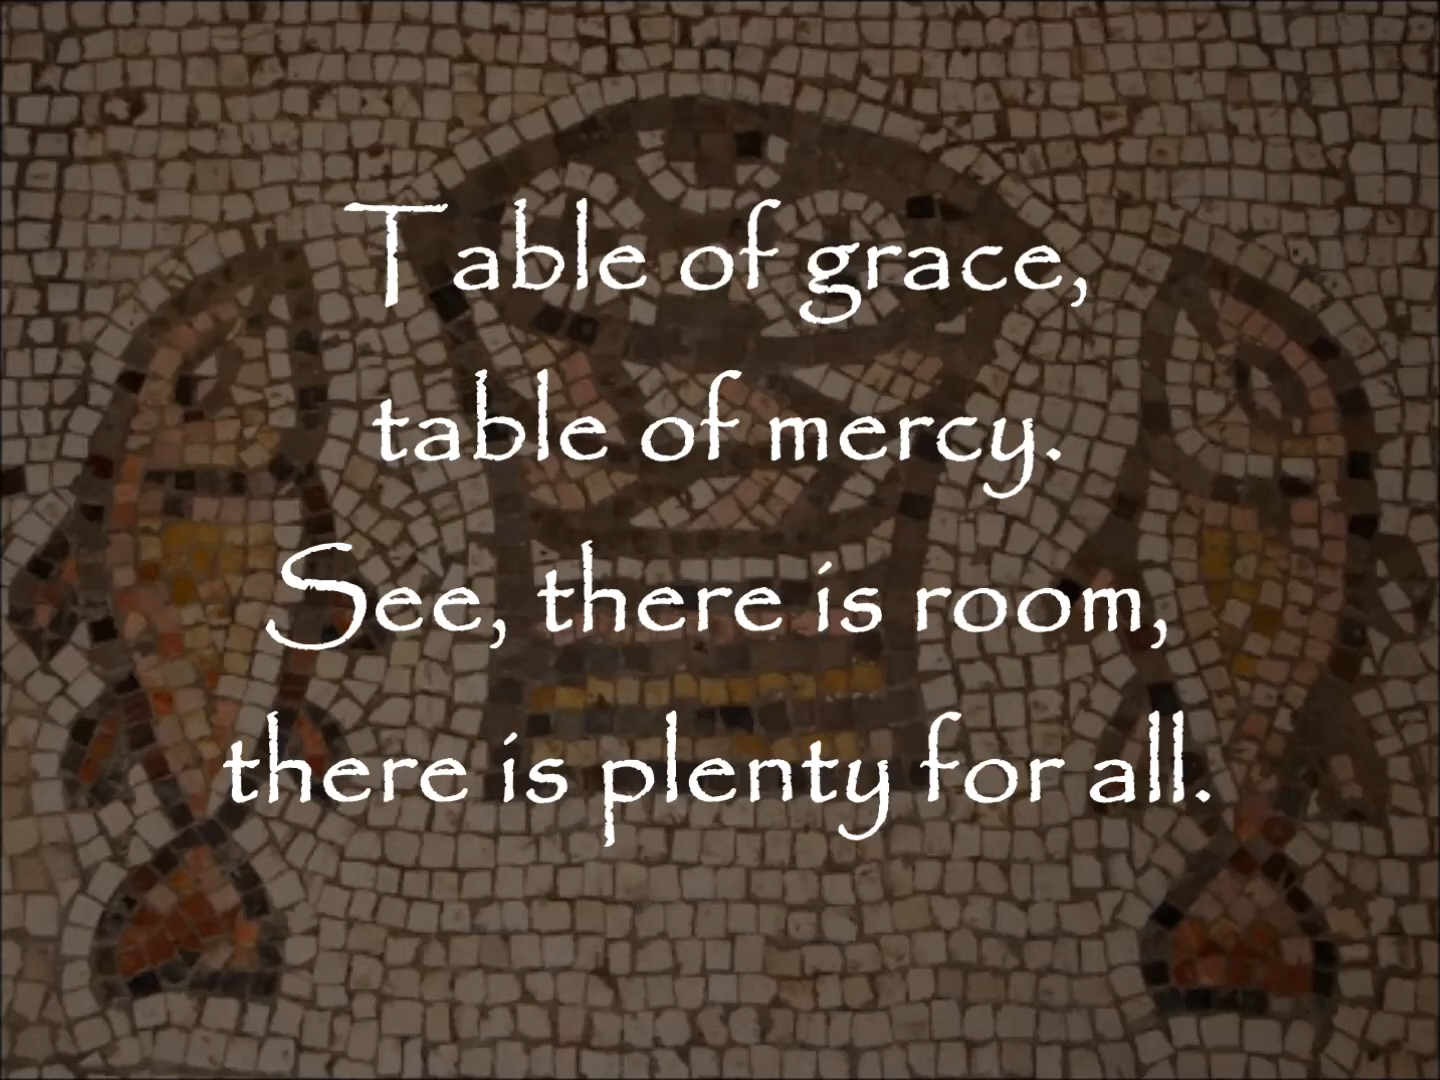 Table of grace,
table of mercy.
See, there is room,
there is plenty for all.